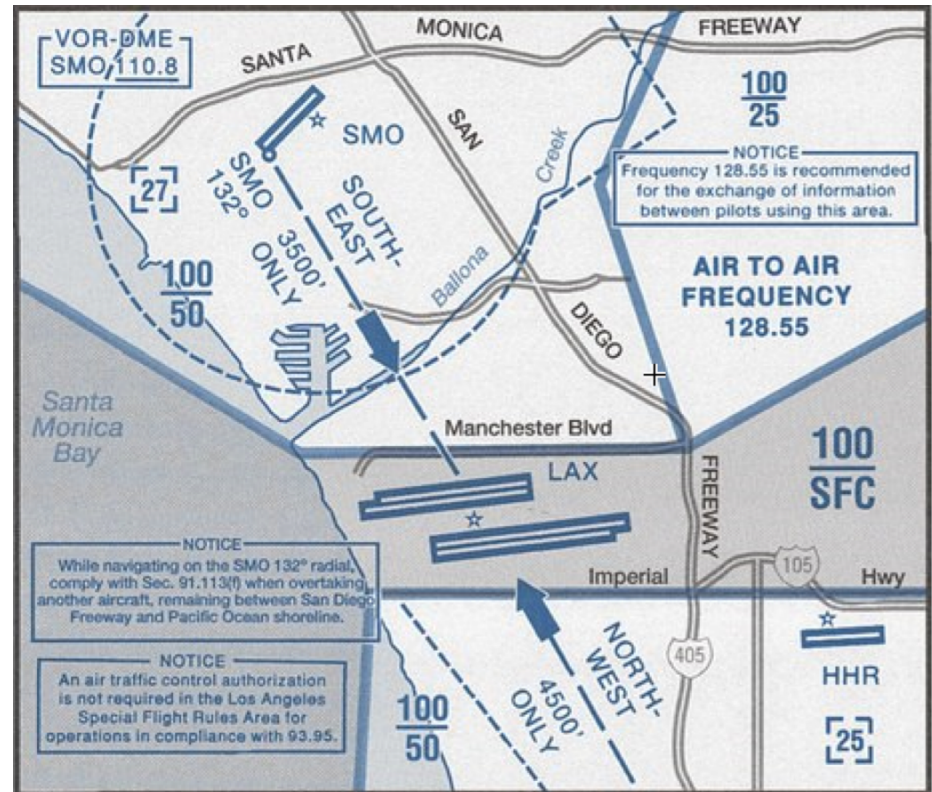 VOR-DME
SMO 110.8
SANTA
MONICA
FREEWAY
100
25
SMO
SAN
Creek
NOTICE
Frequency 128.55 is recommended
for the exchange of information
between pilots using this area.
27
SMO
132°
3500'
ONLY
SOUTH-
EAST
100
50
Ballona
AIR TO AIR
FREQUENCY
128.55
DIEGO
Santa
Monica
Bay
Manchester Blvd
LAX
100
SFC
FREEWAY
NOTICE
While navigating on the SMO 132° radial,
comply with Sec. 91.113(f) when overtaking
another aircraft, remaining between San Diego
Freeway and Pacific Ocean shoreline.
Imperial
105
Hwy
NOTICE
An air traffic control authorization
is not required in the Los Angeles
Special Flight Rules Area for
operations in compliance with 93.95.
100
50
4500'
ONLY
NORTH-
WEST
405
HHR
25